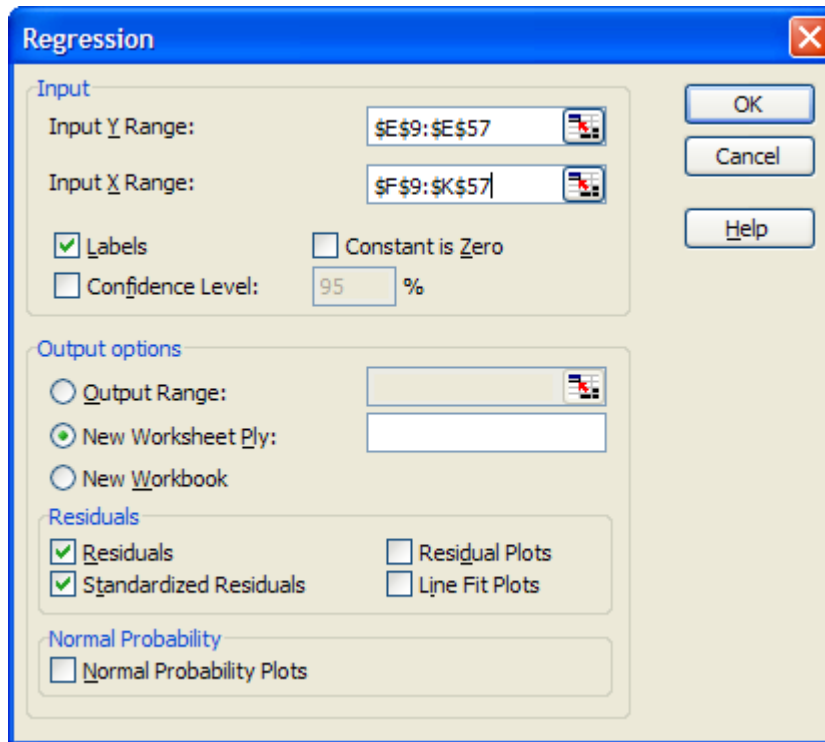 Regression
Input
Input Y Range:
$E$9:$E$57
OK
Cancel
Input X Range:
$F$9:$K$57
Help
Labels
Constant is Zero
Confidence Level:
95
%
Output options
Output Range:
New Worksheet Ply:
New Workbook
Residuals
Residuals
Residual Plots
Standardized Residuals
Line Fit Plots
Normal Probability
Normal Probability Plots